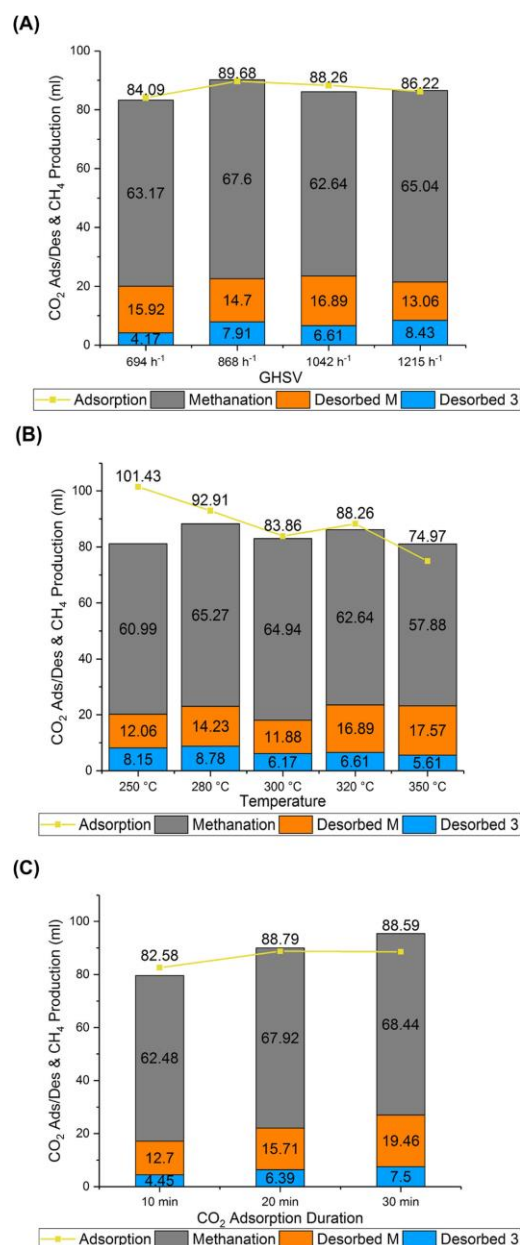 (A)
CO₂ Ads/Des & CH₄ Production (ml)
100
80
60
40
20
0
84.09 89.68 88.26 86.22
63.17 67.6 62.64 65.04
15.92 14.7 16.89 13.06
4.17 7.91 6.61 8.43
694 h⁻¹ 868 h⁻¹ 1042 h⁻¹ 1215 h⁻¹
GHSV
Adsorption Methanation Desorbed M Desorbed 3
(B)
CO₂ Ads/Des & CH₄ Production (ml)
100
80
60
40
20
0
101.43 92.91 83.86 88.26 74.97
60.99 65.27 64.94 62.64 57.88
12.06 14.23 11.88 16.89 17.57
8.15 8.78 6.17 6.61 5.61
250 °C 280 °C 300 °C 320 °C 350 °C
Temperature
Adsorption Methanation Desorbed M Desorbed 3
(C)
CO₂ Ads/Des & CH₄ Production (ml)
100
80
60
40
20
0
82.58 88.79 88.59
62.48 67.92 68.44
12.7 15.71 19.46
4.45 6.39 7.5
10 min 20 min 30 min
CO₂ Adsorption Duration
Adsorption Methanation Desorbed M Desorbed 3